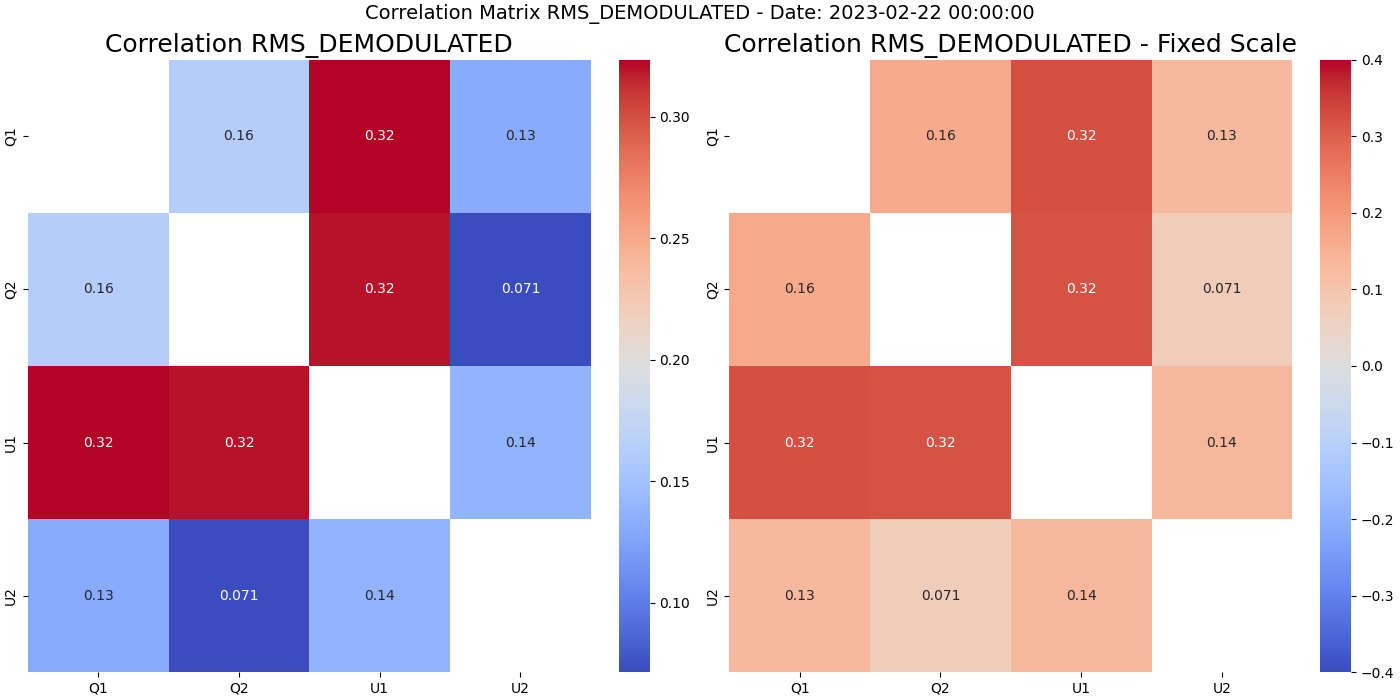 Correlation Matrix RMS_DEMODULATED - Date: 2023-02-22 00:00:00
Correlation RMS_DEMODULATED
Q1
0.16
0.32
0.13
Q2
0.16
0.32
0.071
U1
0.32
0.32
0.14
U2
0.13
0.071
0.14
Q1
Q2
U1
U2
0.30
0.25
0.20
0.15
0.10
Correlation RMS_DEMODULATED - Fixed Scale
Q1
0.16
0.32
0.13
Q2
0.16
0.32
0.071
U1
0.32
0.32
0.14
U2
0.13
0.071
0.14
Q1
Q2
U1
U2
0.4
0.3
0.2
0.1
0.0
−0.1
−0.2
−0.3
−0.4